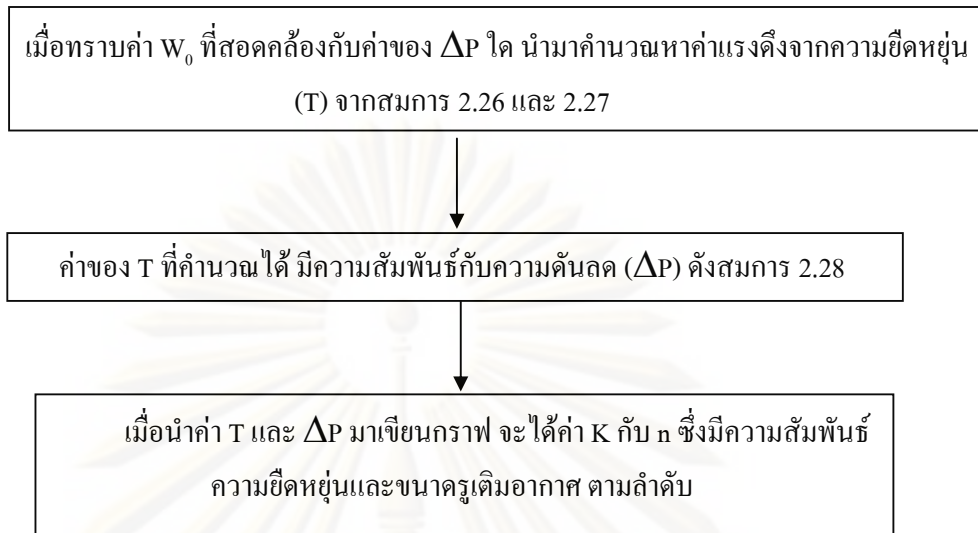 เมื่อทราบค่า W₀ ที่สอดคล้องกับค่าของ ΔP ใด นำมาคำนวณหาค่าแรงดึงจากความยืดหยุ่น
(T) จากสมการ 2.26 และ 2.27
ค่าของ T ที่คำนวณได้ มีความสัมพันธ์กับความดันลด (ΔP) ดังสมการ 2.28
เมื่อนำค่า T และ ΔP มาเขียนกราฟ จะได้ค่า K กับ n ซึ่งมีความสัมพันธ์
ความยืดหยุ่นและขนาดรูเติมอากาศ ตามลำดับ